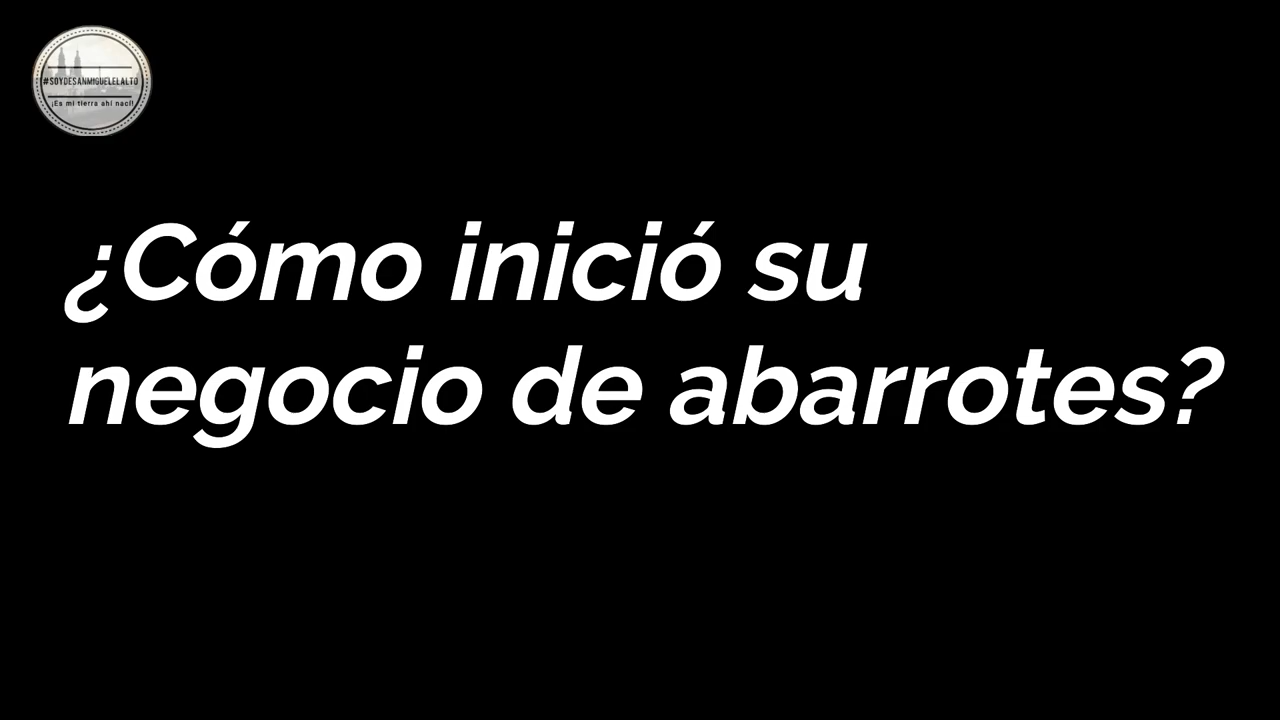 #SOYDESANMIGUELELALTO
¡Es mi tierra ahí nací!
¿Cómo inició su
negocio de abarrotes?